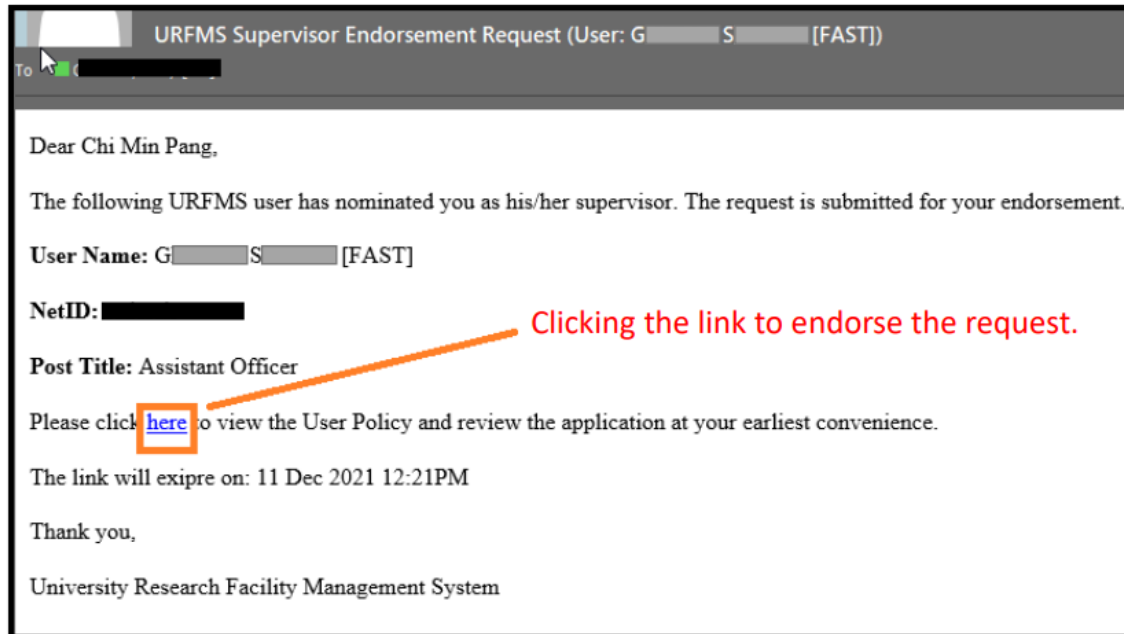 URFMS Supervisor Endorsement Request (User: G S [FAST])
To
Dear Chi Min Pang,
The following URFMS user has nominated you as his/her supervisor. The request is submitted for your endorsement.
User Name: G S [FAST]
NetID:
Clicking the link to endorse the request.
Post Title: Assistant Officer
Please click here to view the User Policy and review the application at your earliest convenience.
The link will exipre on: 11 Dec 2021 12:21PM
Thank you,
University Research Facility Management System